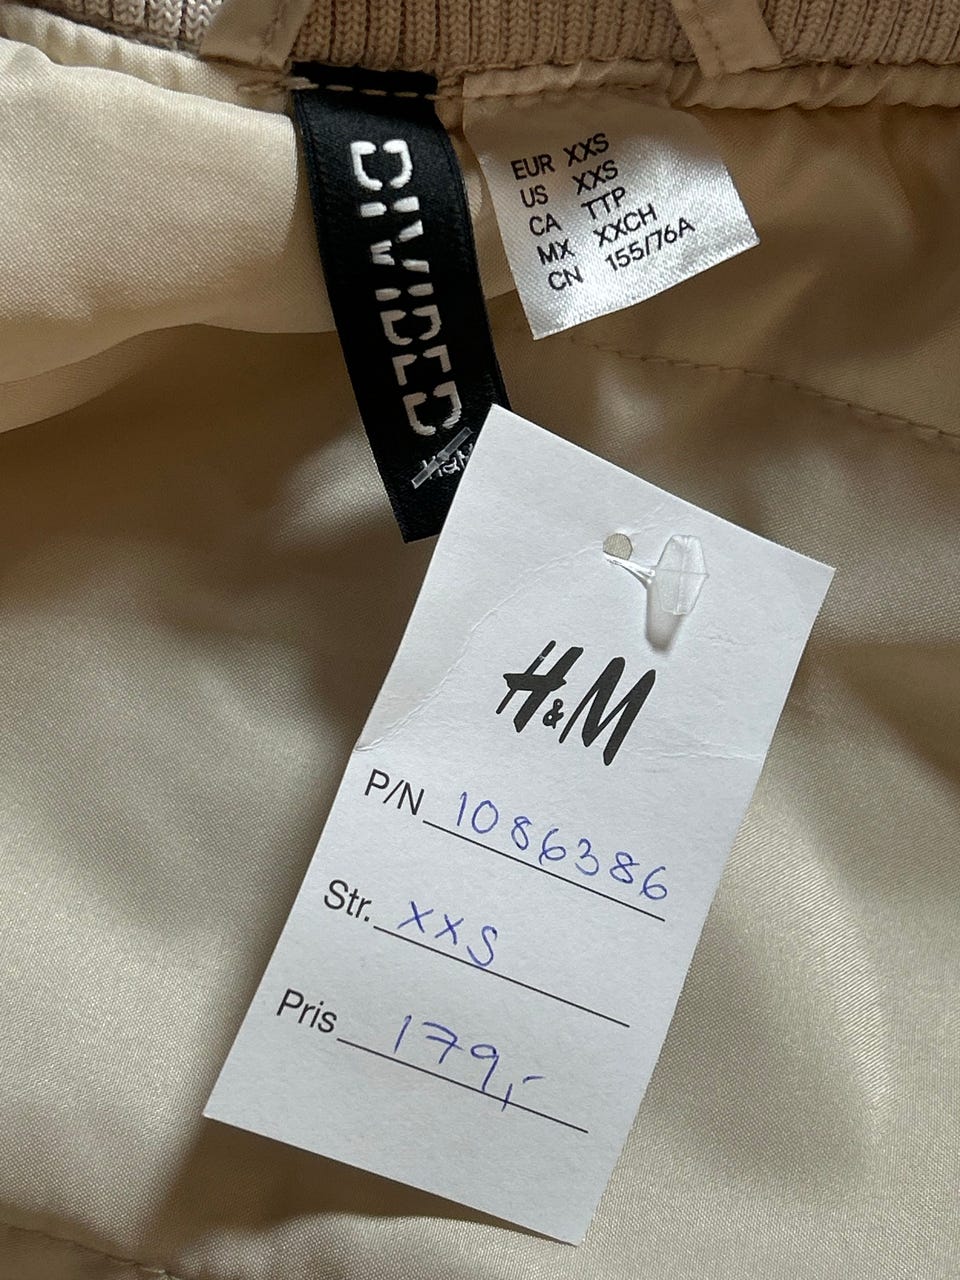 DIVIDED
H&M
EUR XXS
US XXS
CA TTP
MX XXCH
CN 155/76A
H&M
P/N 1086386
Str. XXS
Pris 179,-